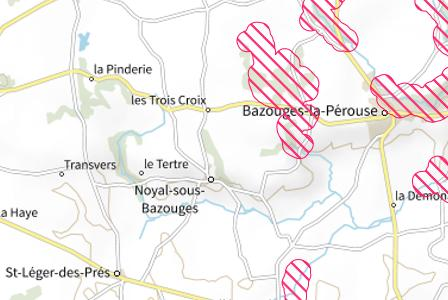 la Pinderie
les Trois Croix
Bazouges-la-Pérouse
Transvers
le Tertre
Noyal-sous-
Bazouges
la Haye
St-Léger-des-Prés